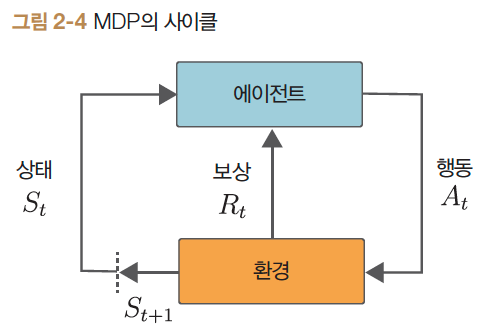 그림 2-4 MDP의 사이클
에이전트
상태
S_t
보상
R_t
행동
A_t
환경
S_{t+1}